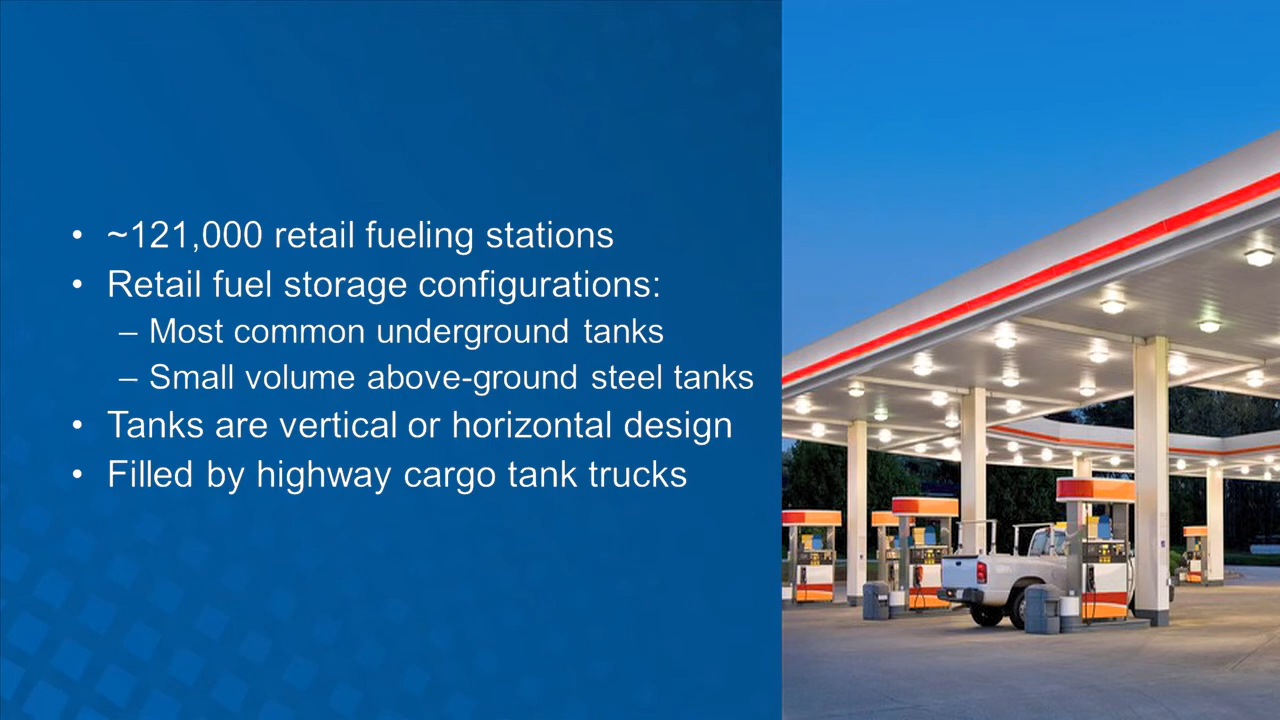 • ~121,000 retail fueling stations
• Retail fuel storage configurations:
– Most common underground tanks
– Small volume above-ground steel tanks
• Tanks are vertical or horizontal design
• Filled by highway cargo tank trucks